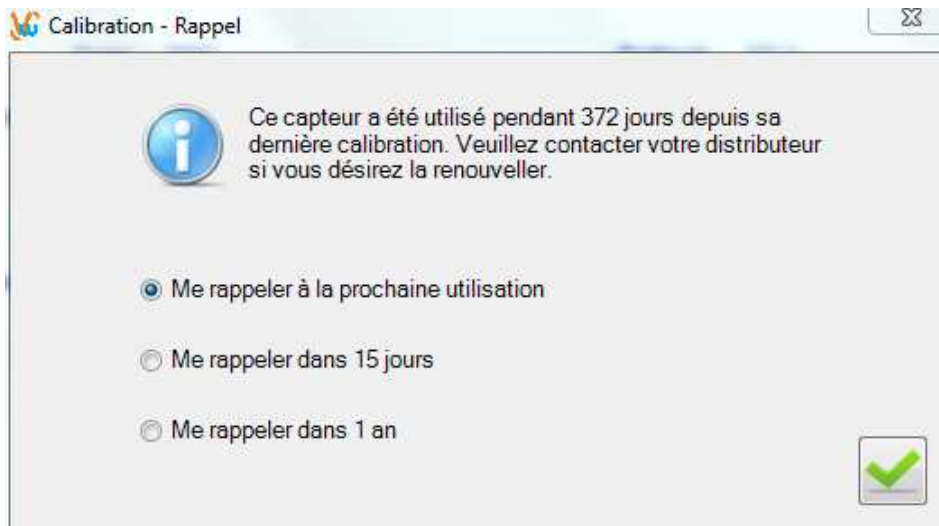 Calibration - Rappel
Ce capteur a été utilisé pendant 372 jours depuis sa
dernière calibration. Veuillez contacter votre distributeur
si vous désirez la renouveller.
Me rappeler à la prochaine utilisation
Me rappeler dans 15 jours
Me rappeler dans 1 an